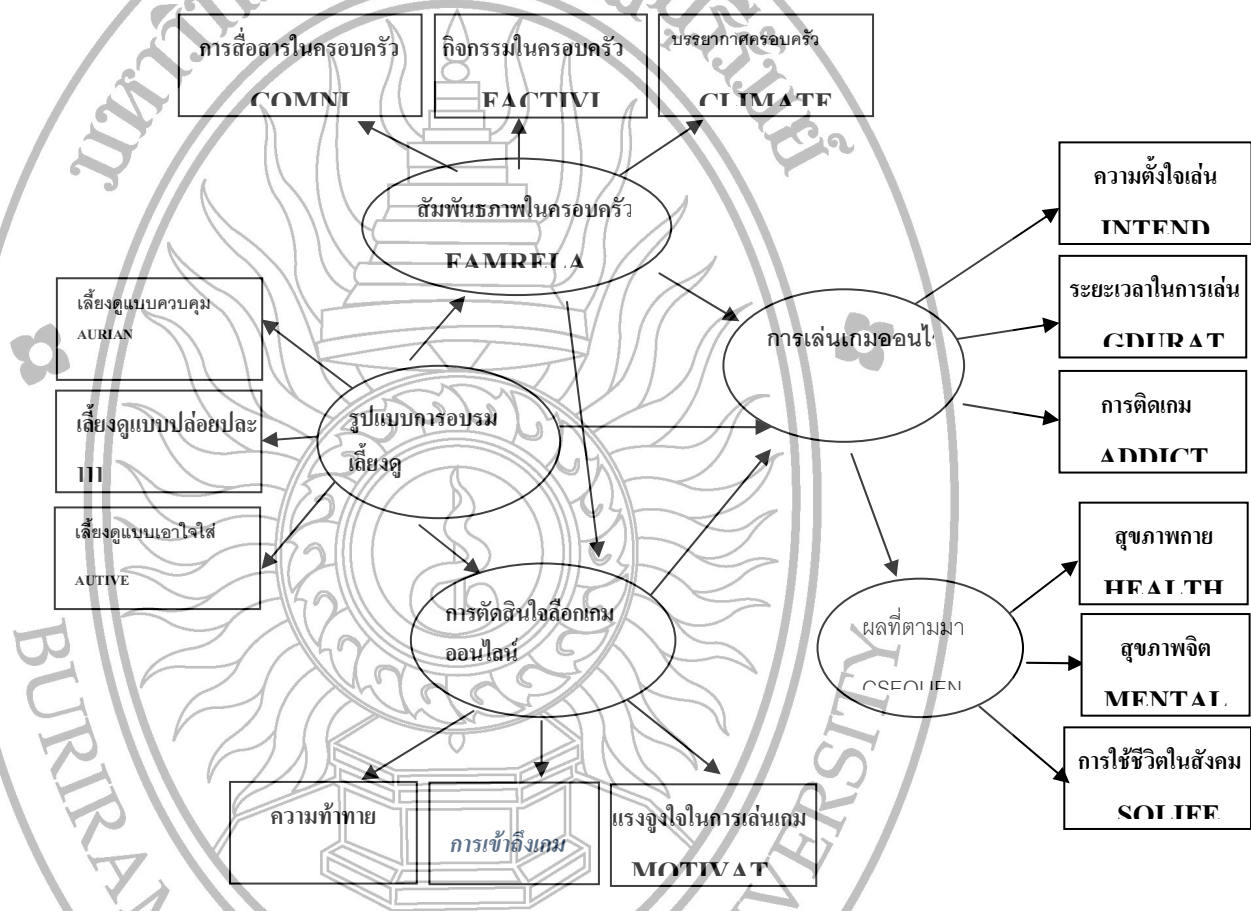 การสื่อสารในครอบครัว
COMNI
กิจกรรมในครอบครัว
FACTIVI
บรรยากาศครอบครัว
CLIMATE
ความตั้งใจเล่น
INTEND
สัมพันธภาพในครอบครัว
FAMRELA
เลี้ยงดูแบบควบคุม
AURIAN
ระยะเวลาในการเล่น
GDURAT
การเล่นเกมออนไ
เลี้ยงดูแบบปล่อยปละ
รูปแบบการอบรม
เลี้ยงดู
การติดเกม
ADDICT
เลี้ยงดูแบบเอาใจใส่
AUTIVE
สุขภาพกาย
HEALTH
การตัดสินใจลือกเกม
ออนไลน์
ผลที่ตามมา
CSEQUEN
สุขภาพจิต
MENTAL
การใช้ชีวิตในสังคม
SOLIFE
ความท้าทาย
การเข้าถึงเกม
แรงจูงใจในการเล่นเกม
MOTIVAT